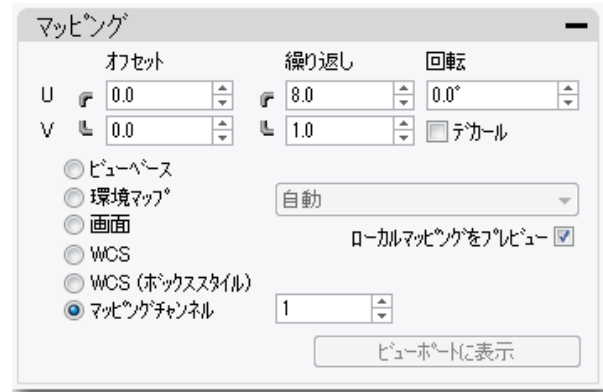 マッピング
オフセット 繰り返し 回転
U 0.0 8.0 0.0°
V 0.0 1.0 デカール
ビューベース
環境マップ 自動
画面 ローカルマッピングをプレビュー
WCS
WCS (ボックススタイル)
マッピングチャンネル 1
ビューポートに表示